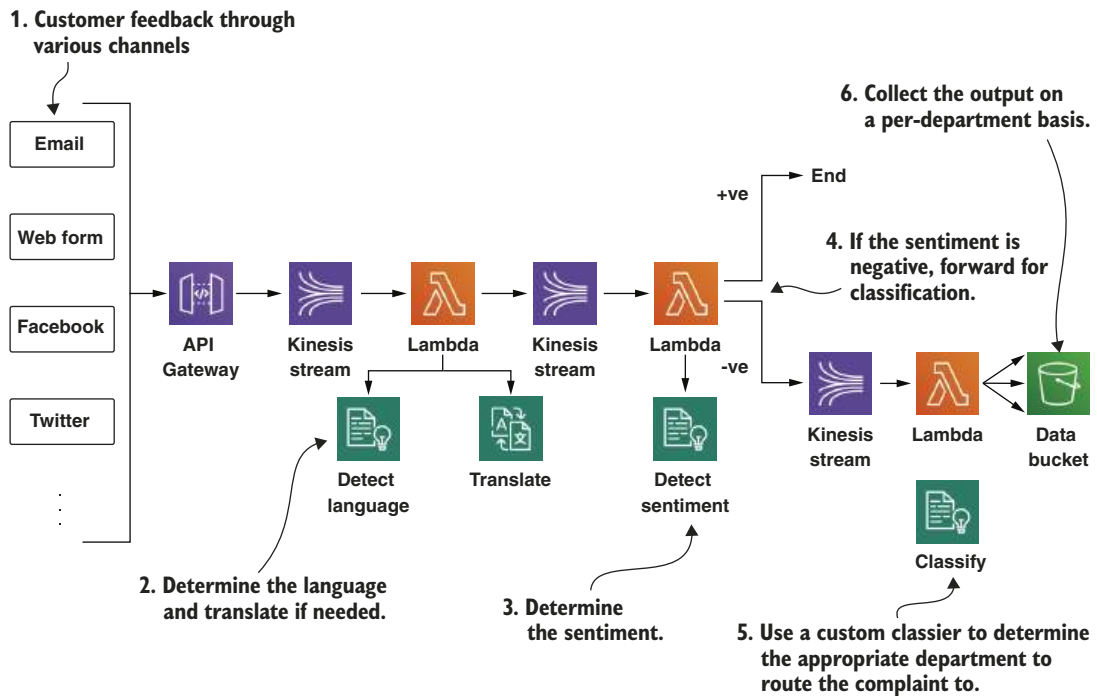 1. Customer feedback through
various channels
Email
Web form
Facebook
Twitter
.
.
.
API
Gateway
Kinesis
stream
Lambda
Kinesis
stream
Lambda
Detect
language
Translate
Detect
sentiment
+ve
End
-ve
Kinesis
stream
Lambda
Data
bucket
Classify
2. Determine the language
and translate if needed.
3. Determine
the sentiment.
4. If the sentiment is
negative, forward for
classification.
5. Use a custom classier to determine
the appropriate department to
route the complaint to.
6. Collect the output on
a per-department basis.